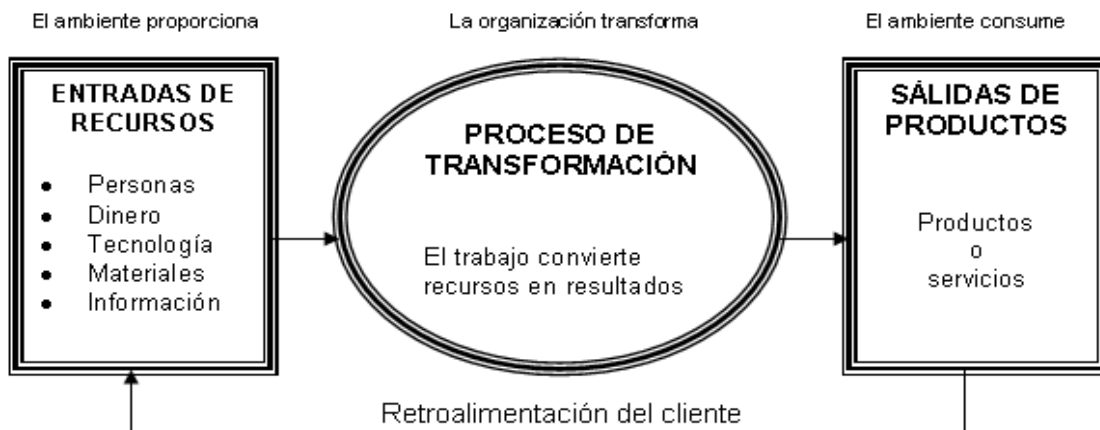 El ambiente proporciona
La organización transforma
El ambiente consume
ENTRADAS DE
RECURSOS
• Personas
• Dinero
• Tecnología
• Materiales
• Información
PROCESO DE
TRANSFORMACIÓN
El trabajo convierte
recursos en resultados
SÁLIDAS DE
PRODUCTOS
Productos
o
servicios
Retroalimentación del cliente